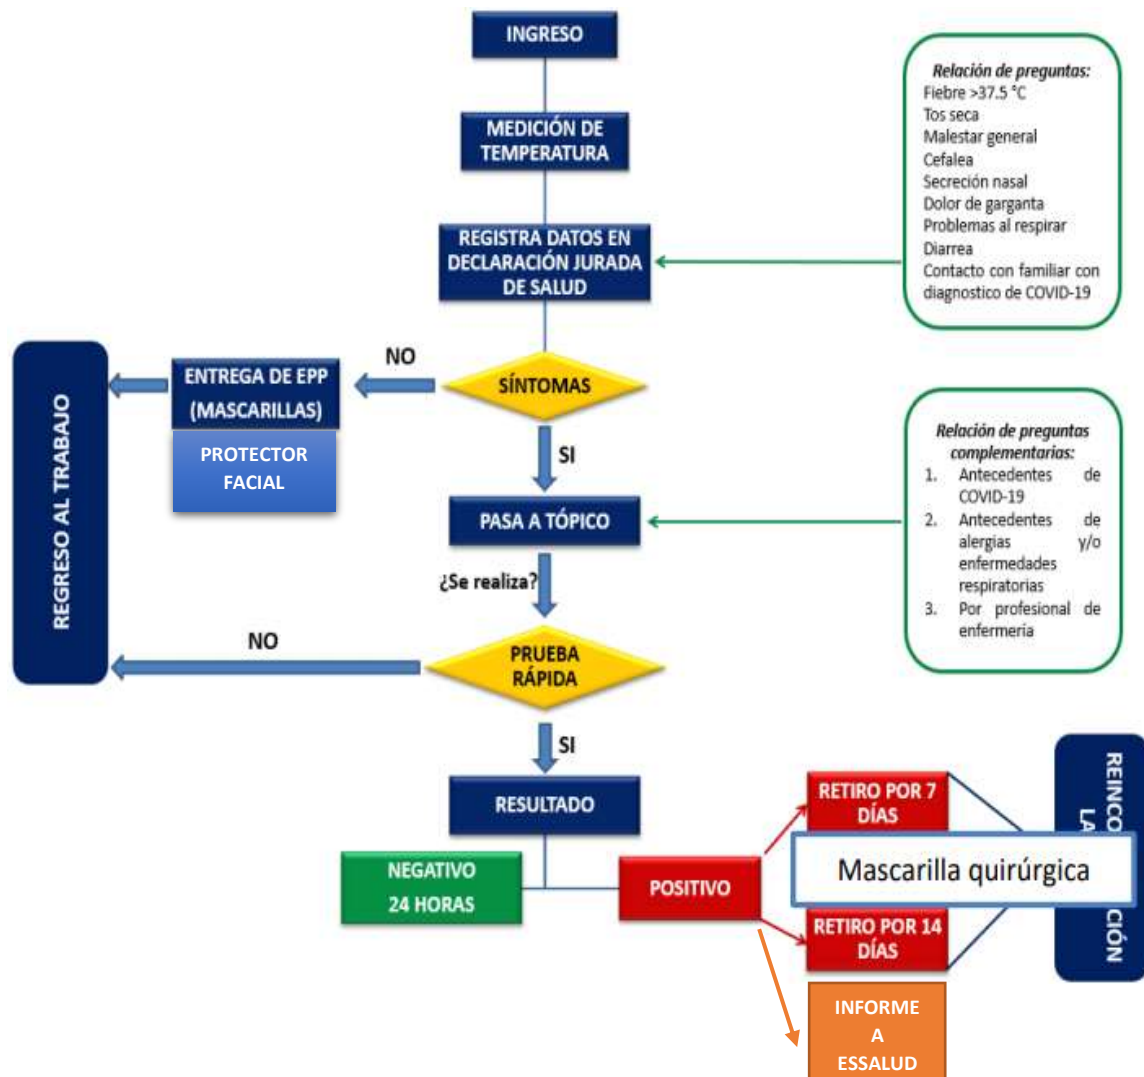 INGRESO
MEDICIÓN DE
TEMPERATURA
REGISTRA DATOS EN
DECLARACIÓN JURADA
DE SALUD
Relación de preguntas:
Fiebre >37.5 °C
Tos seca
Malestar general
Cefalea
Secreción nasal
Dolor de garganta
Problemas al respirar
Diarrea
Contacto con familiar con
diagnostico de COVID-19
SÍNTOMAS
NO
ENTREGA DE EPP
(MASCARILLAS)
PROTECTOR
FACIAL
REGRESO AL TRABAJO
SI
PASA A TÓPICO
Relación de preguntas
complementarias:
1. Antecedentes de
COVID-19
2. Antecedentes de
alergias y/o
enfermedades
respiratorias
3. Por profesional de
enfermería
¿Se realiza?
PRUEBA
RÁPIDA
NO
SI
RESULTADO
NEGATIVO
24 HORAS
POSITIVO
RETIRO POR 7
DÍAS
Mascarilla quirúrgica
RETIRO POR 14
DÍAS
INFORME
A
ESSALUD